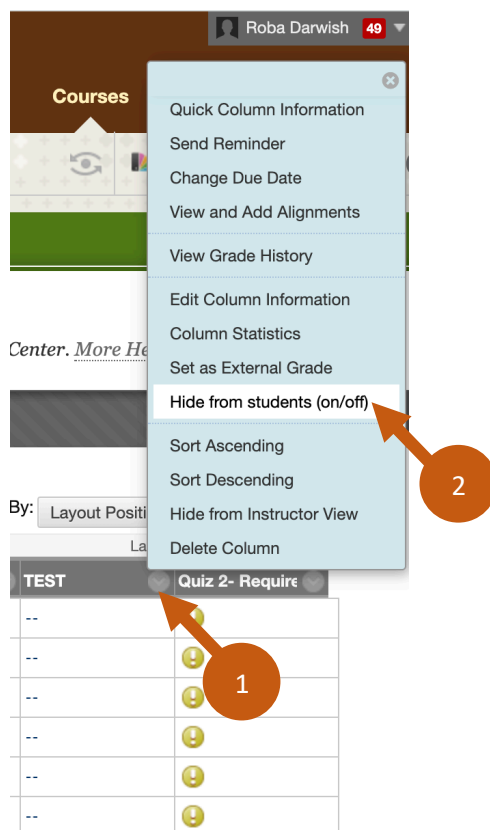 Roba Darwish 49
Courses
Quick Column Information
Send Reminder
Change Due Date
View and Add Alignments
View Grade History
Edit Column Information
Center. More He
Column Statistics
Set as External Grade
Hide from students (on/off)
Sort Ascending
2
Sort Descending
By: Layout Positi
Hide from Instructor View
La
Delete Column
TEST Quiz 2- Require
--
--
--
1
--
--
--